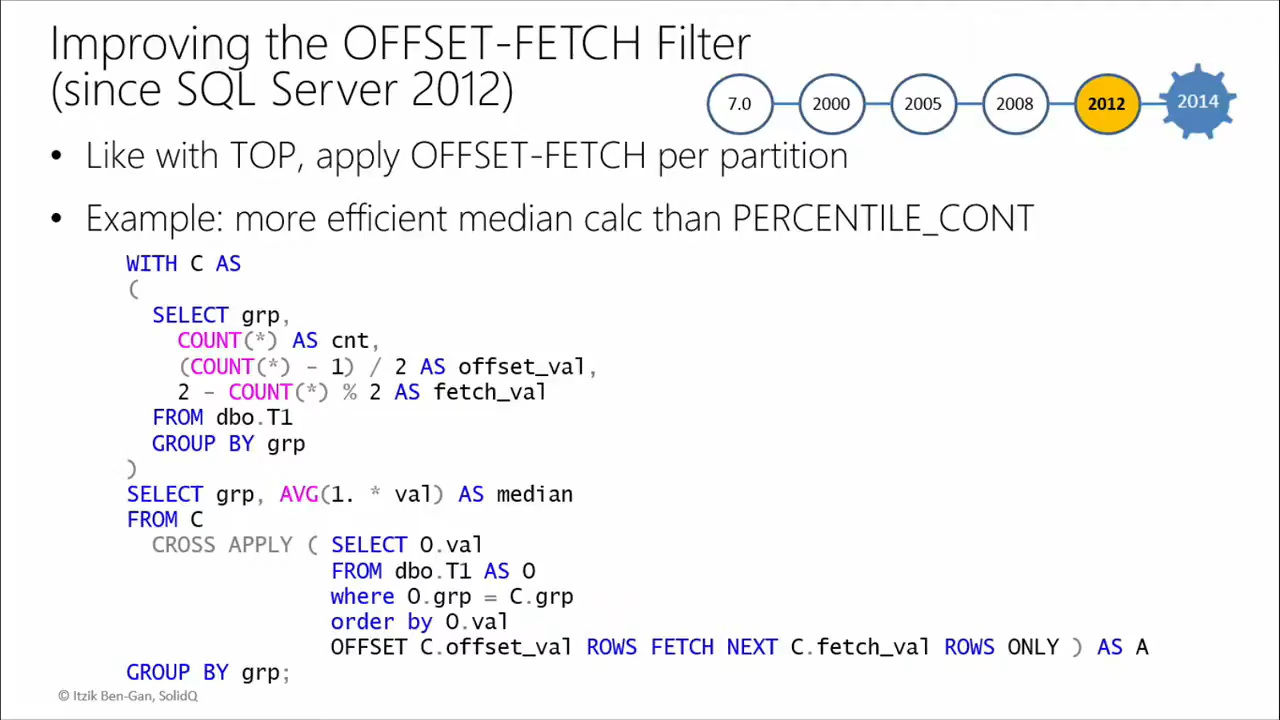 Improving the OFFSET-FETCH Filter
(since SQL Server 2012)
7.0
2000
2005
2008
2012
2014
• Like with TOP, apply OFFSET-FETCH per partition
• Example: more efficient median calc than PERCENTILE_CONT
WITH C AS
(
SELECT grp,
COUNT(*) AS cnt,
(COUNT(*) - 1) / 2 AS offset_val,
2 - COUNT(*) % 2 AS fetch_val
FROM dbo.T1
GROUP BY grp
)
SELECT grp, AVG(1. * val) AS median
FROM C
CROSS APPLY ( SELECT O.val
FROM dbo.T1 AS O
where O.grp = C.grp
order by O.val
OFFSET C.offset_val ROWS FETCH NEXT C.fetch_val ROWS ONLY ) AS A
GROUP BY grp;
© Itzik Ben-Gan, SolidQ